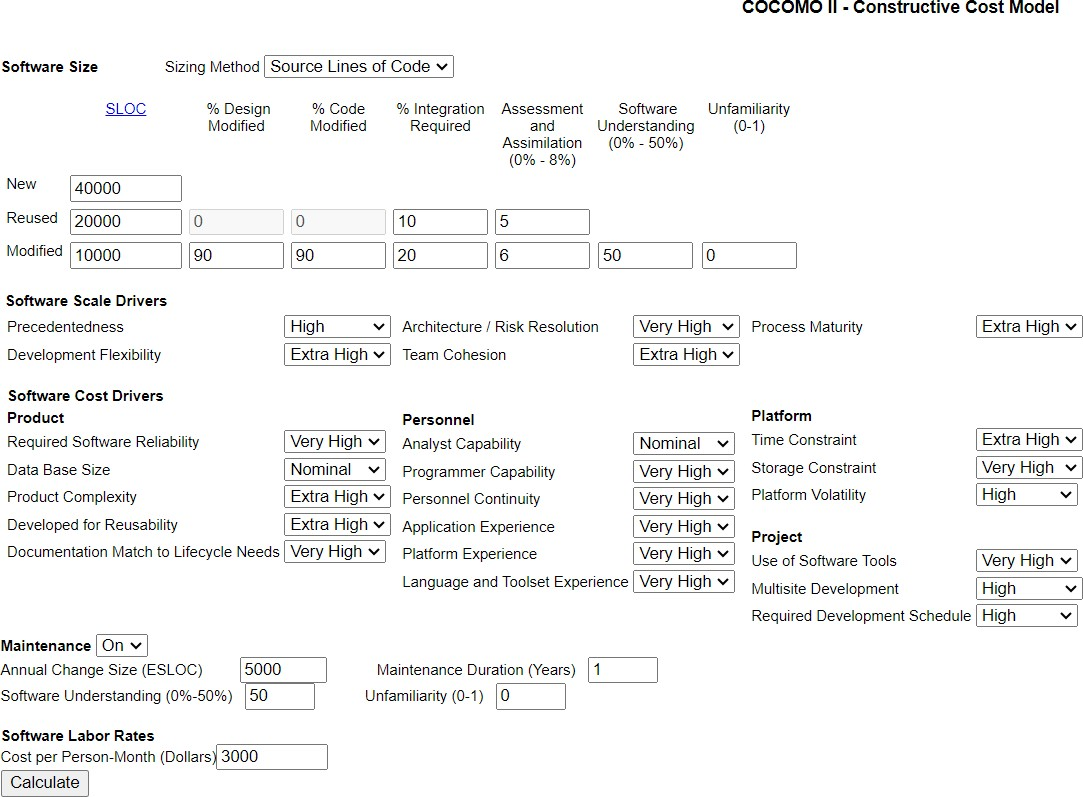 COCOMO II - Constructive Cost Model
Software Size Sizing Method Source Lines of Code
SLOC % Design Modified % Code Modified % Integration Required Assessment and Assimilation (0% - 8%) Software Understanding (0% - 50%) Unfamiliarity (0-1)
New 40000
Reused 20000 0 0 10 5
Modified 10000 90 90 20 6 50 0
Software Scale Drivers
Precedentedness High Architecture / Risk Resolution Very High Process Maturity Extra High
Development Flexibility Extra High Team Cohesion Extra High
Software Cost Drivers
Product
Required Software Reliability Very High
Data Base Size Nominal
Product Complexity Extra High
Developed for Reusability Extra High
Documentation Match to Lifecycle Needs Very High
Personnel
Analyst Capability Nominal
Programmer Capability Very High
Personnel Continuity Very High
Application Experience Very High
Platform Experience Very High
Language and Toolset Experience Very High
Platform
Time Constraint Extra High
Storage Constraint Very High
Platform Volatility High
Project
Use of Software Tools Very High
Multisite Development High
Required Development Schedule High
Maintenance On
Annual Change Size (ESLOC) 5000 Maintenance Duration (Years) 1
Software Understanding (0%-50%) 50 Unfamiliarity (0-1) 0
Software Labor Rates
Cost per Person-Month (Dollars) 3000
Calculate